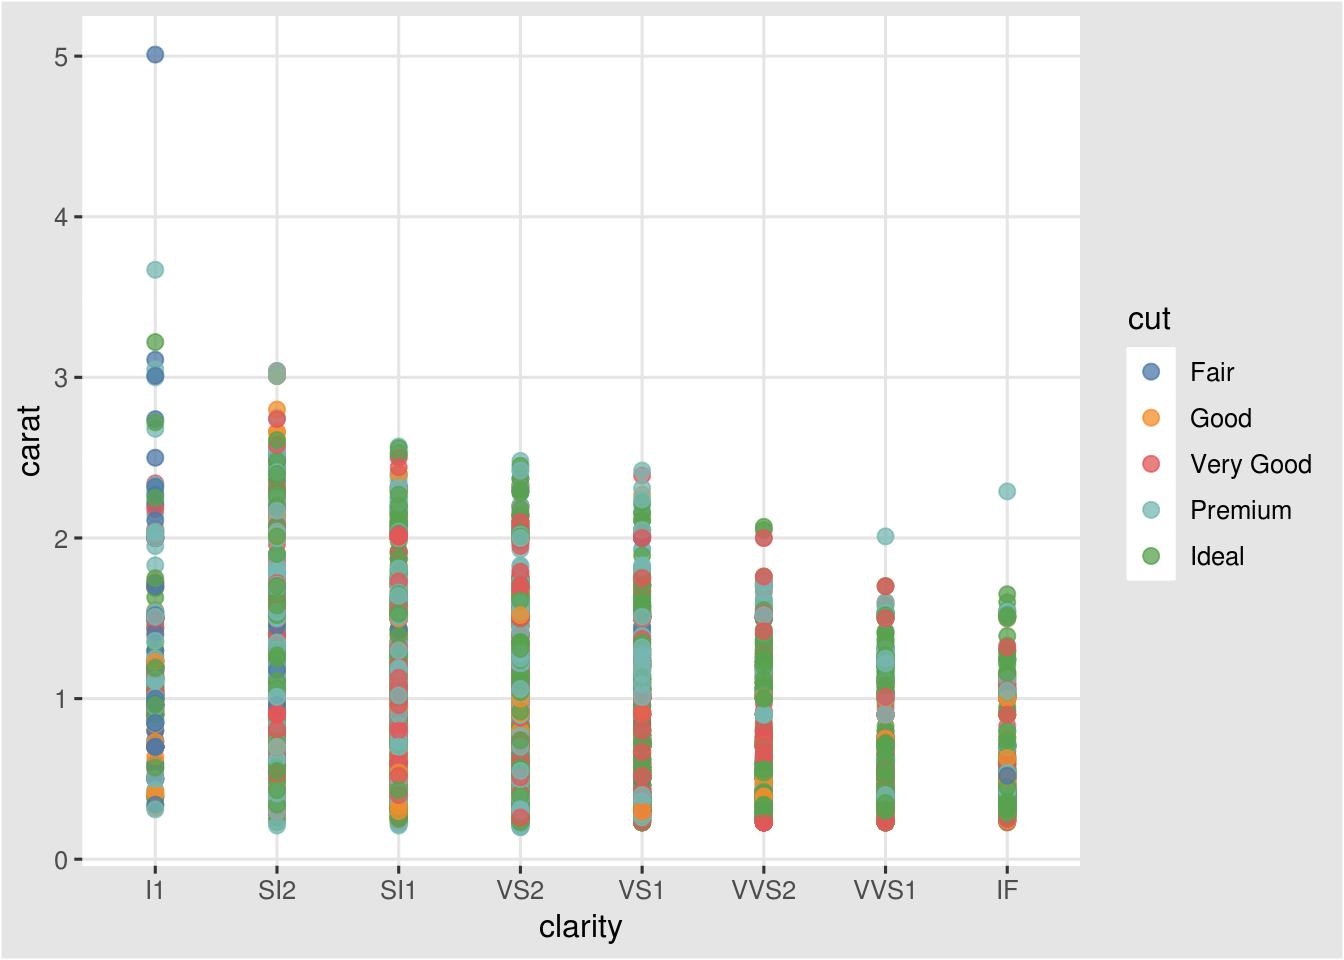 5
4
3
2
1
0
carat
I1 SI2 SI1 VS2 VS1 VVS2 VVS1 IF
clarity
cut
Fair
Good
Very Good
Premium
Ideal